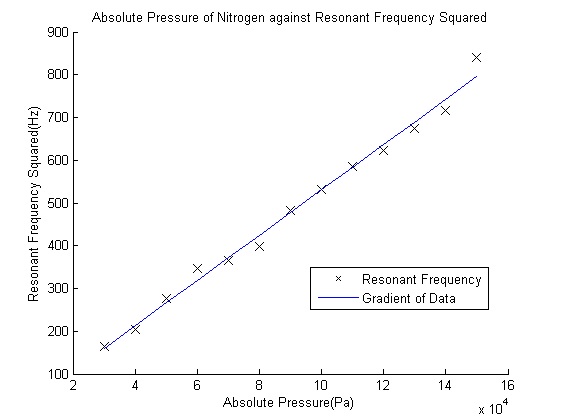 Absolute Pressure of Nitrogen against Resonant Frequency Squared
Resonant Frequency Squared(Hz)
900
800
700
600
500
400
300
200
100
Resonant Frequency
Gradient of Data
2 4 6 8 10 12 14 16
Absolute Pressure(Pa)
x 10^4